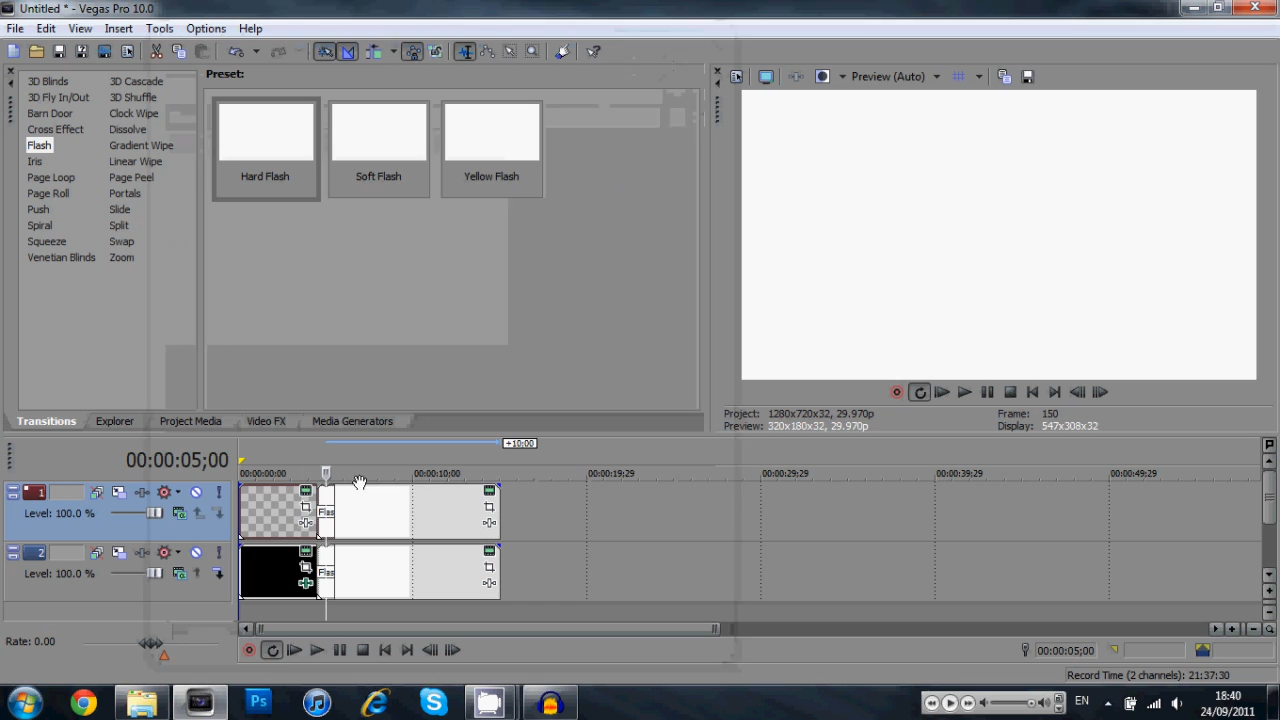 Untitled * - Vegas Pro 10.0
File Edit View Insert Tools Options Help
3D Blinds 3D Cascade
3D Fly In/Out 3D Shuffle
Barn Door Clock Wipe
Cross Effect Dissolve
Flash Gradient Wipe
Iris Linear Wipe
Page Loop Page Peel
Page Roll Portals
Push Slide
Spiral Split
Squeeze Swap
Venetian Blinds Zoom
Preset:
Hard Flash Soft Flash Yellow Flash
Preview (Auto)
Transitions Explorer Project Media Video FX Media Generators
Project: 1280x720x32, 29.970p Frame: 150
Preview: 320x180x32, 29.970p Display: 547x308x32
+10:00
00:00:05;00
00:00:00:00 00:00:10;00 00:00:19;29 00:00:29;29 00:00:39;29 00:00:49;29
1
Level: 100.0 %
Flas
2
Level: 100.0 %
Flas
Rate: 0.00
00:00:05;00
Record Time (2 channels): 21:37:30
Ps
EN
18:40
24/09/2011